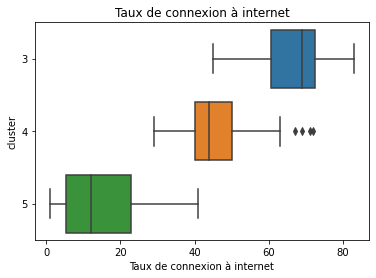 Taux de connexion à internet
cluster
3
4
5
0
20
40
60
80
Taux de connexion à internet